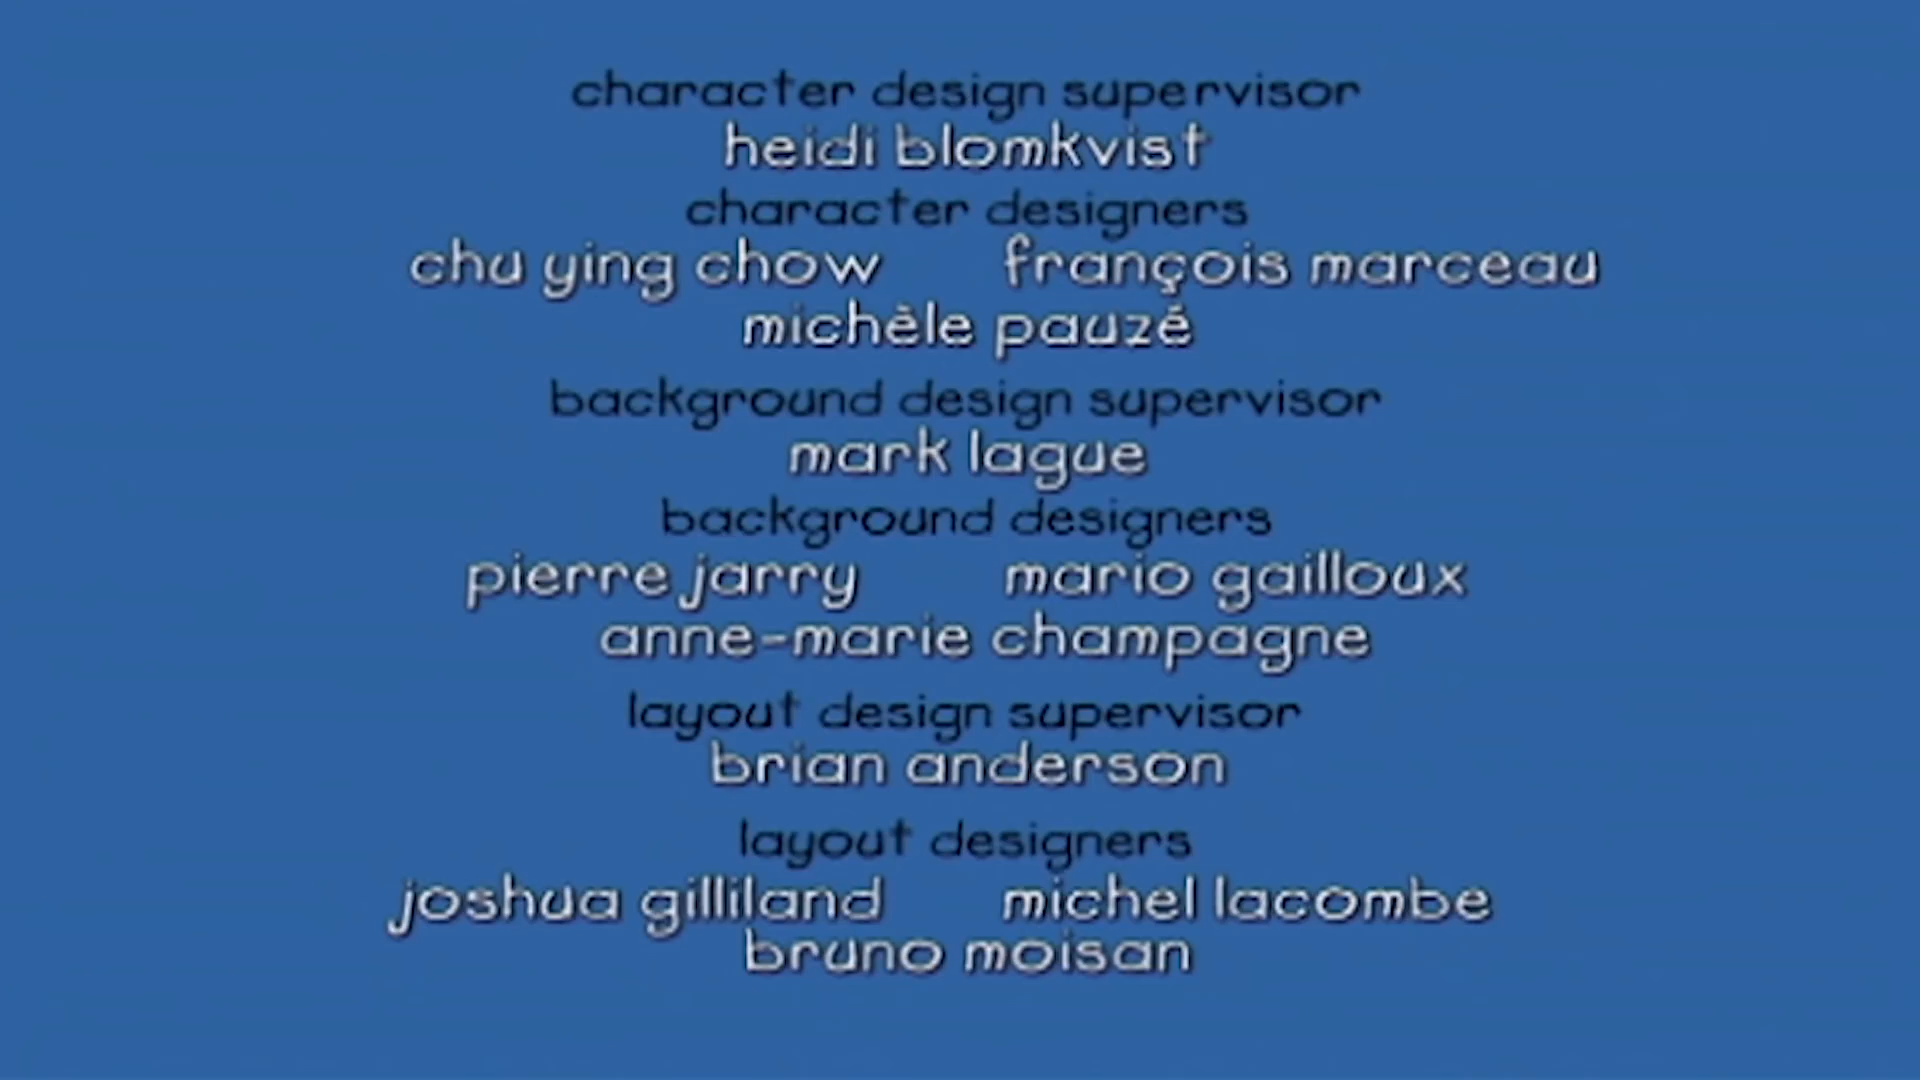 character design supervisor
heidi blomkvist
character designers
chu ying chow françois marceau
michèle pauzé
background design supervisor
mark lague
background designers
pierre jarry mario gailloux
anne-marie champagne
layout design supervisor
brian anderson
layout designers
joshua gilliland michel lacombe
bruno moisan